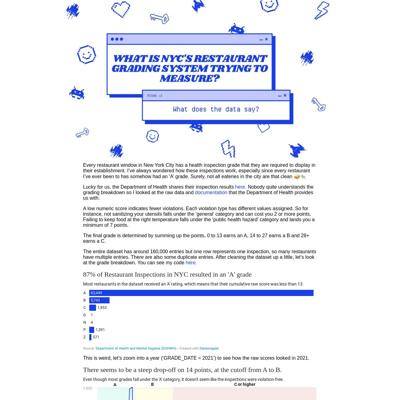 WHAT IS NYC'S RESTAURANT
GRADING SYSTEM TRYING TO
MEASURE?
What does the data say?
Every restaurant window in New York City has a health inspection grade that they are required to display in
their establishment. I've always wondered how these inspections work, especially since every restaurant
I've ever been to has somehow had an 'A' grade. Surely, not all eateries in the city are that clean
Lucky for us, the Department of Health shares their inspection results here. Nobody quite understands the
grading breakdown so I looked at the raw data and documentation that the Department of Health provides
us with.
A low numeric score indicates fewer violations. Each violation type has different values assigned. So for
instance, not sanitizing your utensils falls under the 'general' category and can cost you 2 or more points.
Failing to keep food at the right temperature falls under the 'public health hazard' category and lends you a
minimum of 7 points.
The final grade is determined by summing up the points, 0 to 13 earns an A, 14 to 27 earns a B and 28+
earns a C.
The entire dataset has around 160,000 entries but one row represents one inspection, so many restaurants
have multiple entries. There are also some duplicate entries. After cleaning the dataset up a little, let's look
at the grade breakdown. You can see my code here.
87% of Restaurant Inspections in NYC resulted in an 'A' grade
Most restaurants in the dataset received an A rating, which means that their cumulative raw score was less than 13.
A
B
C
N
P
Z
Source: Department of Health and Mental Hygiene (DOHMH) • Created with Datawrapper
This is weird, let's zoom into a year ('GRADE_DATE = 2021') to see how the raw scores looked in 2021.
There seems to be a steep drop-off on 14 points, at the cutoff from A to B.
Even though most grades fall under the 'A' category, it doesn't seem like the inspections were violation-free.
A B C or higher